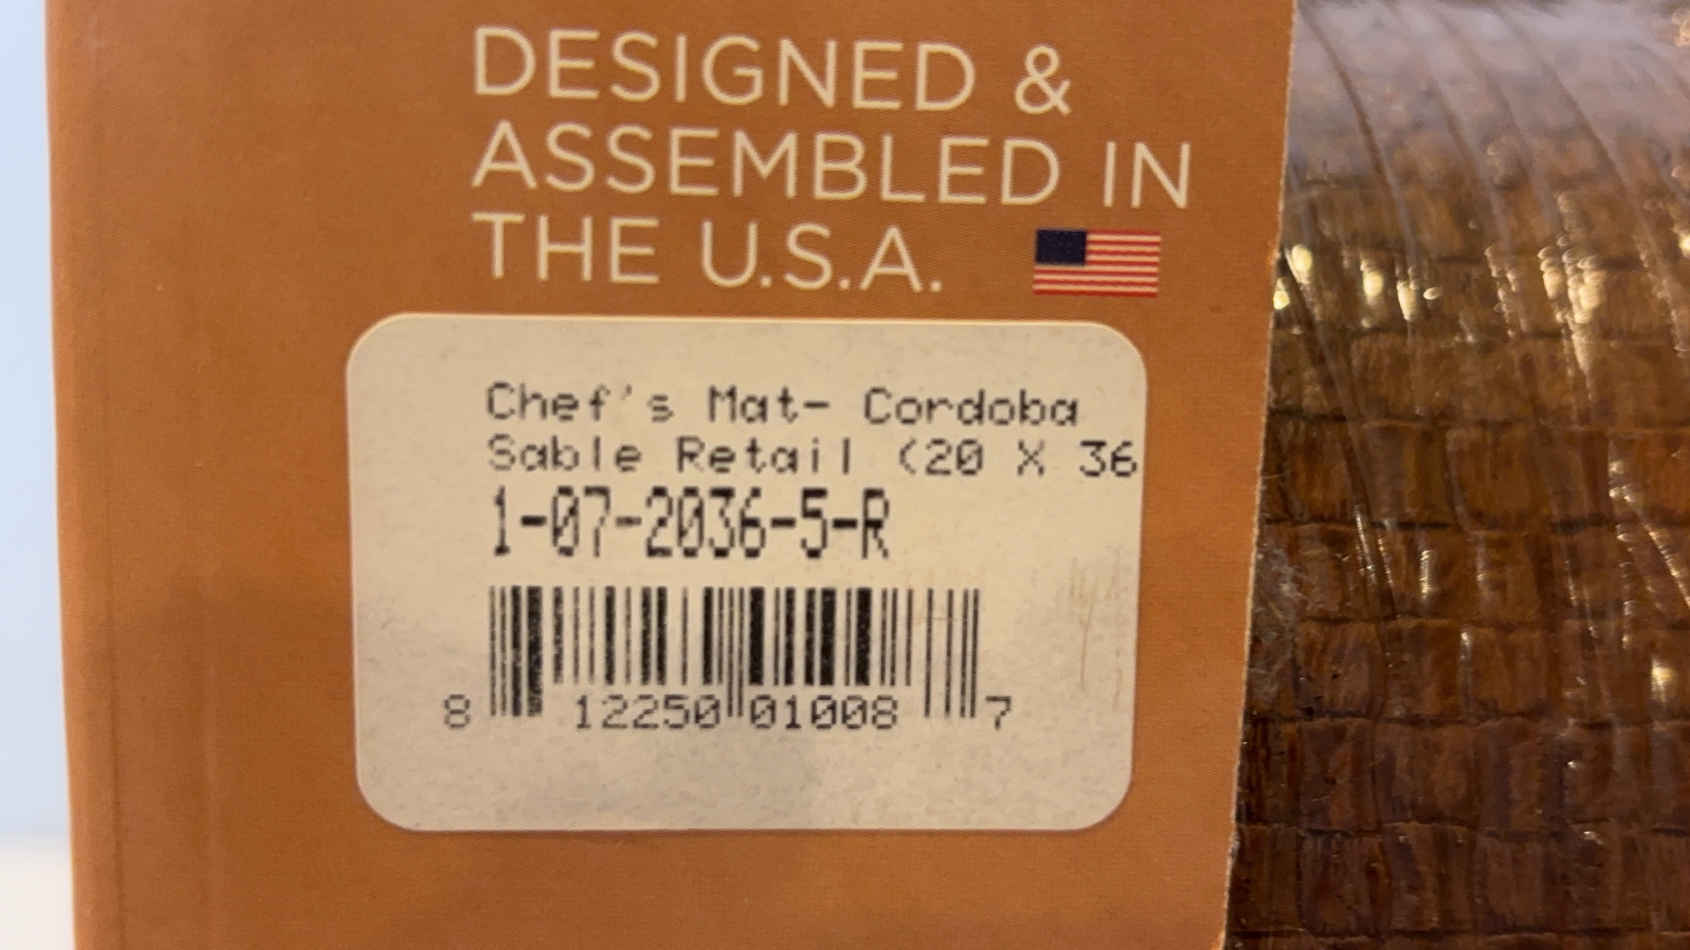 DESIGNED &
ASSEMBLED IN
THE U.S.A.
Chef's Mat- Cordoba
Sable Retail (20 X 36
1-07-2036-5-R
8 12250 01008 7